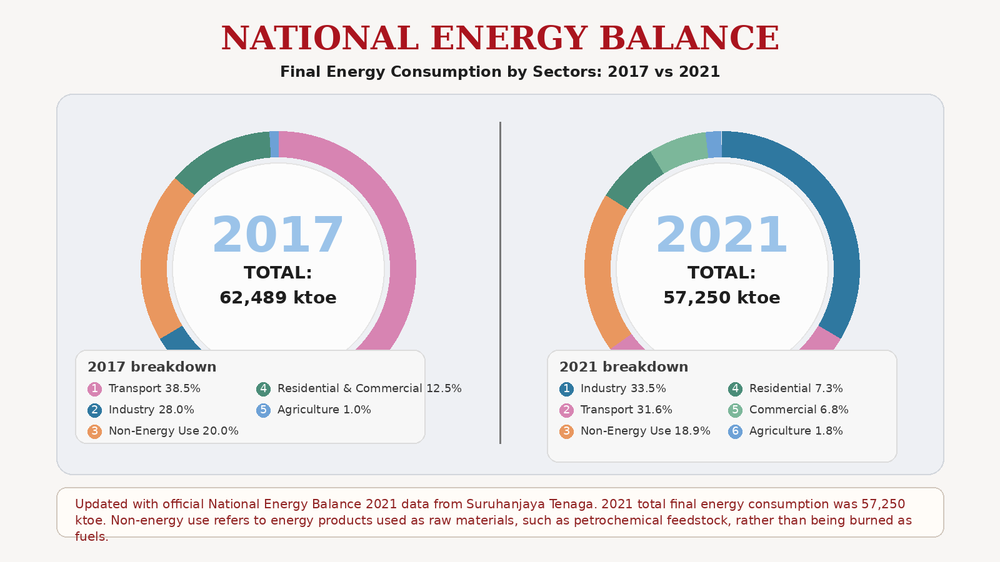 NATIONAL ENERGY BALANCE
Final Energy Consumption by Sectors: 2017 vs 2021
2017
TOTAL:
62,489 ktoe
2017 breakdown
1 Transport 38.5%
2 Industry 28.0%
3 Non-Energy Use 20.0%
4 Residential & Commercial 12.5%
5 Agriculture 1.0%
2021
TOTAL:
57,250 ktoe
2021 breakdown
1 Industry 33.5%
2 Transport 31.6%
3 Non-Energy Use 18.9%
4 Residential 7.3%
5 Commercial 6.8%
6 Agriculture 1.8%
Updated with official National Energy Balance 2021 data from Suruhanjaya Tenaga. 2021 total final energy consumption was 57,250
ktoe. Non-energy use refers to energy products used as raw materials, such as petrochemical feedstock, rather than being burned as
fuels.